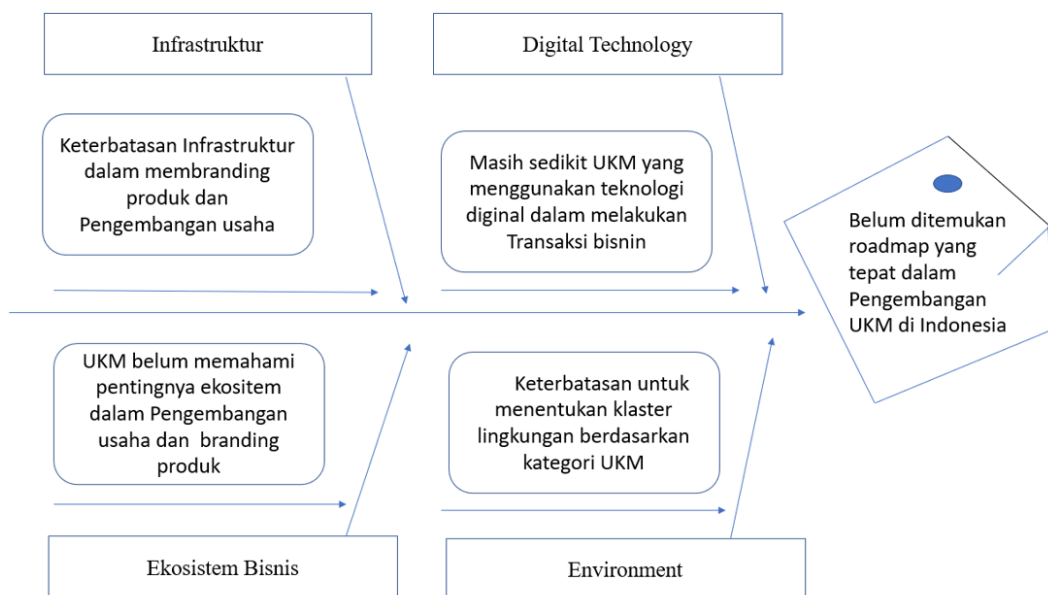 Infrastruktur
Digital Technology
Keterbatasan Infrastruktur
dalam membranding
produk dan
Pengembangan usaha
Masih sedikit UKM yang
menggunakan teknologi
diginal dalam melakukan
Transaksi bisnin
Belum ditemukan
roadmap yang
tepat dalam
Pengembangan
UKM di Indonesia
UKM belum memahami
pentingnya ekositem
dalam Pengembangan
usaha dan branding
produk
Keterbatasan untuk
menentukan klaster
lingkungan berdasarkan
kategori UKM
Ekosistem Bisnis
Environment